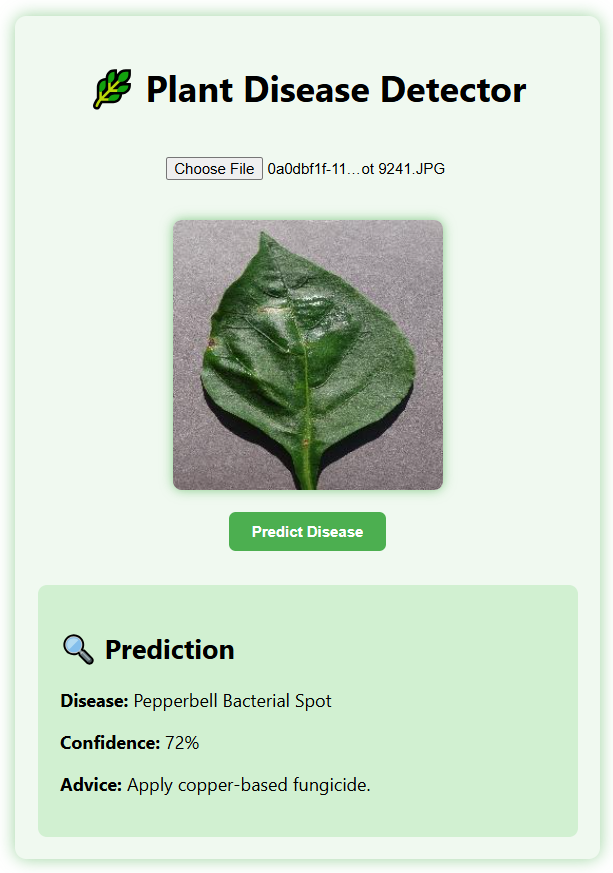 Plant Disease Detector
Choose File 0a0dbf1f-11...ot 9241.JPG
Predict Disease
Prediction
Disease: Pepperbell Bacterial Spot
Confidence: 72%
Advice: Apply copper-based fungicide.